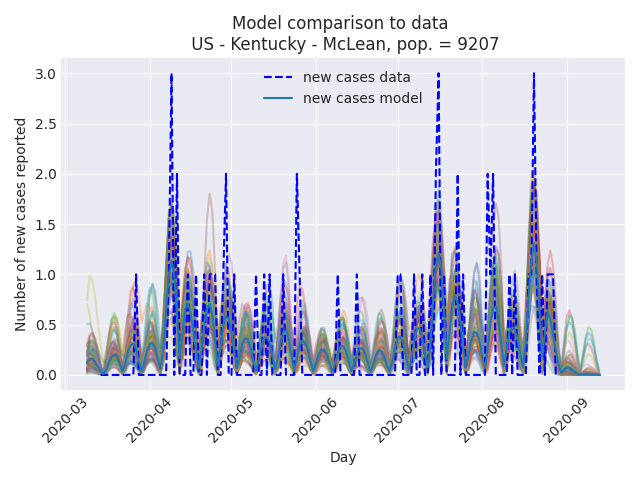 Model comparison to data
US - Kentucky - McLean, pop. = 9207
new cases data
new cases model
Number of new cases reported
3.0
2.5
2.0
1.5
1.0
0.5
0.0
2020-03
2020-04
2020-05
2020-06
2020-07
2020-08
2020-09
Day